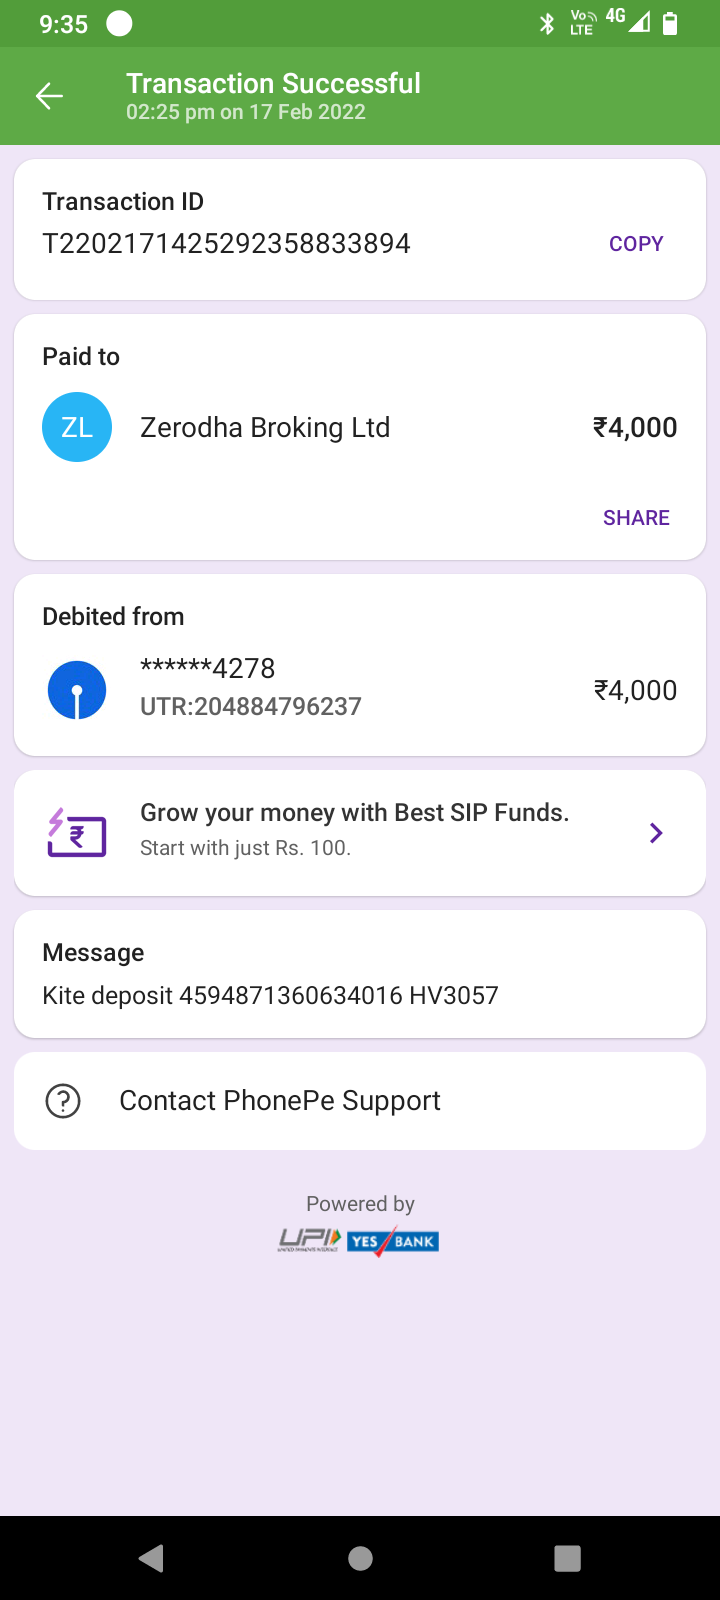 9:35
Vo LTE 4G
Transaction Successful
02:25 pm on 17 Feb 2022
Transaction ID
T2202171425292358833894
COPY
Paid to
ZL
Zerodha Broking Ltd
₹4,000
SHARE
Debited from
******4278
UTR:204884796237
₹4,000
Grow your money with Best SIP Funds.
Start with just Rs. 100.
Message
Kite deposit 4594871360634016 HV3057
Contact PhonePe Support
Powered by
UPI
UNIFIED PAYMENTS INTERFACE
YES BANK